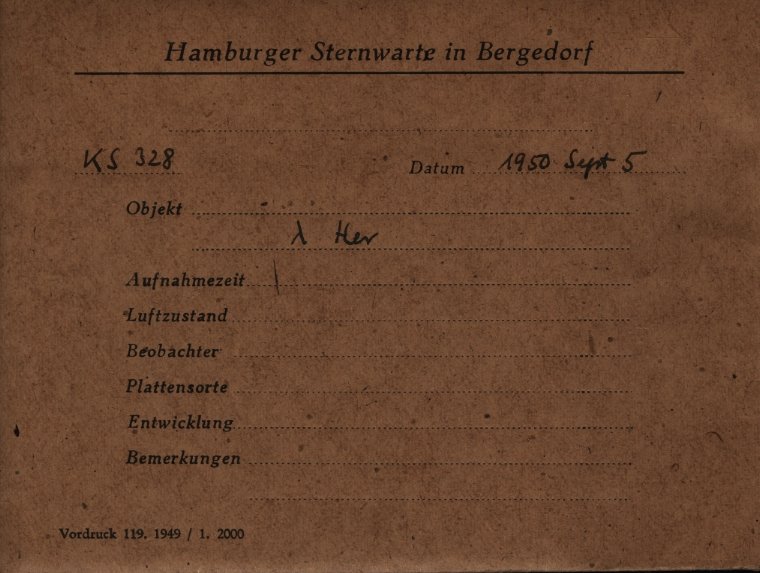 Hamburger Sternwarte in Bergedorf
KS 328 Datum 1950 Sept 5
Objekt
λ Her
Aufnahmezeit
Luftzustand
Beobachter
Plattensorte
Entwicklung
Bemerkungen
Vordruck 119. 1949 / 1. 2000